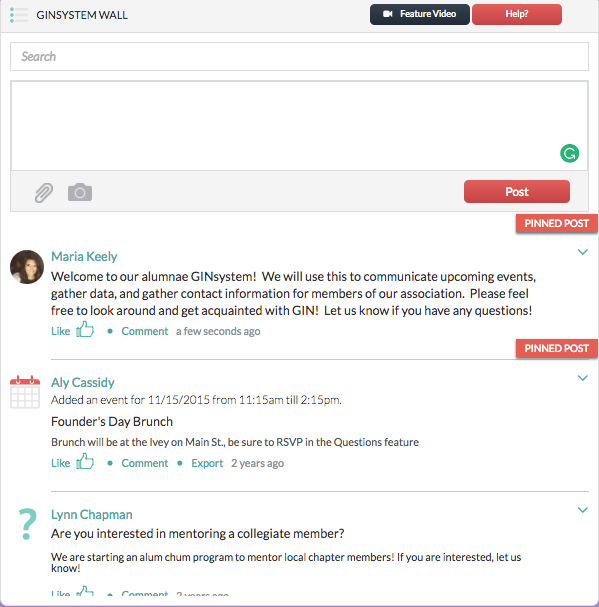 GINSYSTEM WALL
Feature Video
Help?
Search
Post
PINNED POST
Maria Keely
Welcome to our alumnae GINsystem! We will use this to communicate upcoming events,
gather data, and gather contact information for members of our association. Please feel
free to look around and get acquainted with GIN! Let us know if you have any questions!
Like • Comment a few seconds ago
PINNED POST
Aly Cassidy
Added an event for 11/15/2015 from 11:15am till 2:15pm.
Founder's Day Brunch
Brunch will be at the Ivey on Main St., be sure to RSVP in the Questions feature
Like • Comment • Export 2 years ago
Lynn Chapman
Are you interested in mentoring a collegiate member?
We are starting an alum chum program to mentor local chapter members! If you are interested, let us
know!
Like • Comment 2 years ago